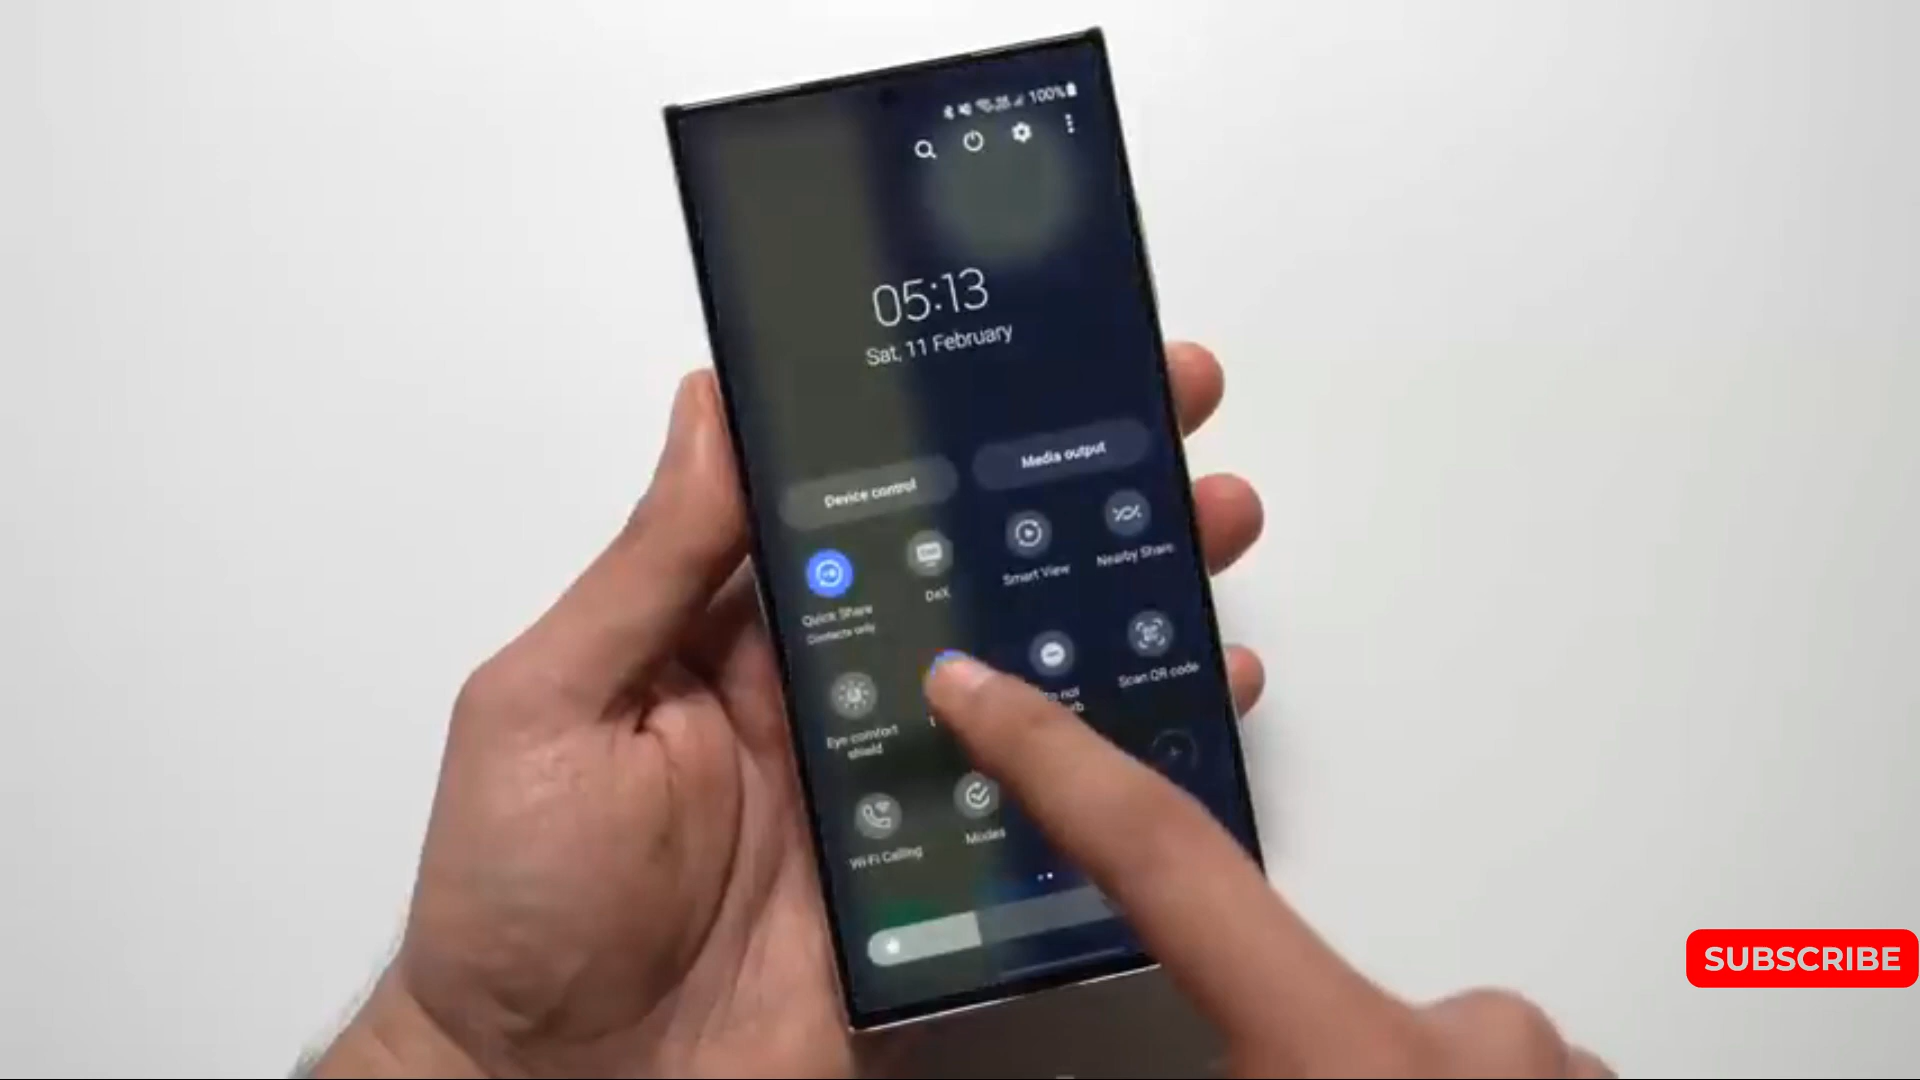 100%
05:13
Sat, 11 February
Media output
Device control
Quick Share
Contacts only
DeX
Smart View
Nearby Share
Eye comfort
shield
not
Scan QR code
Wi-Fi Calling
Modes
SUBSCRIBE